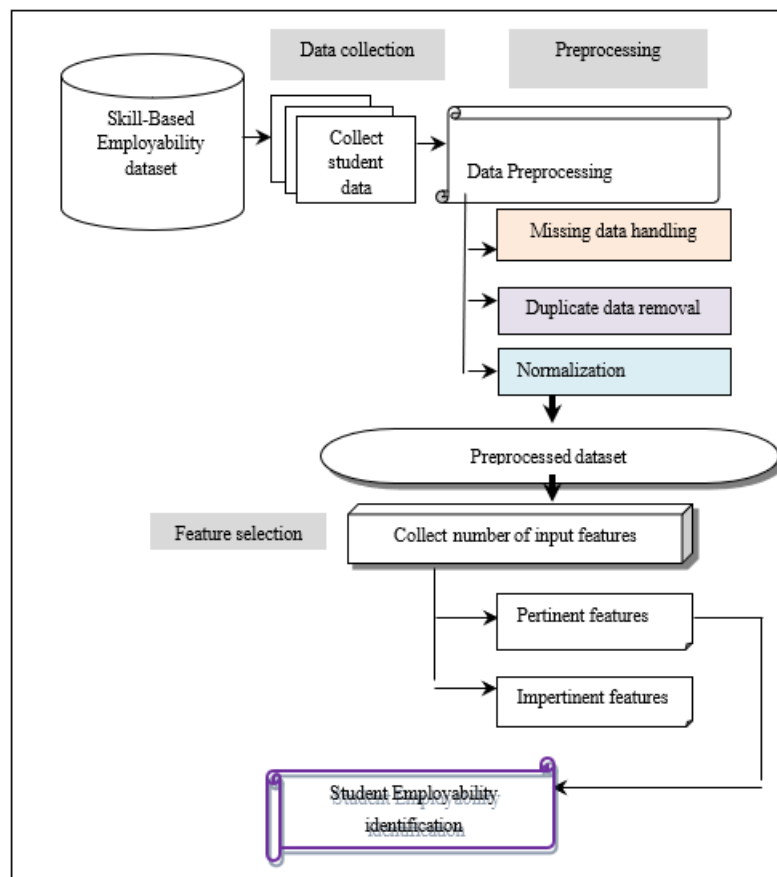 Data collection
Preprocessing
Skill-Based
Employability
dataset
Collect
student
data
Data Preprocessing
Missing data handling
Duplicate data removal
Normalization
Preprocessed dataset
Feature selection
Collect number of input features
Pertinent features
Impertinent features
Student Employability
identification